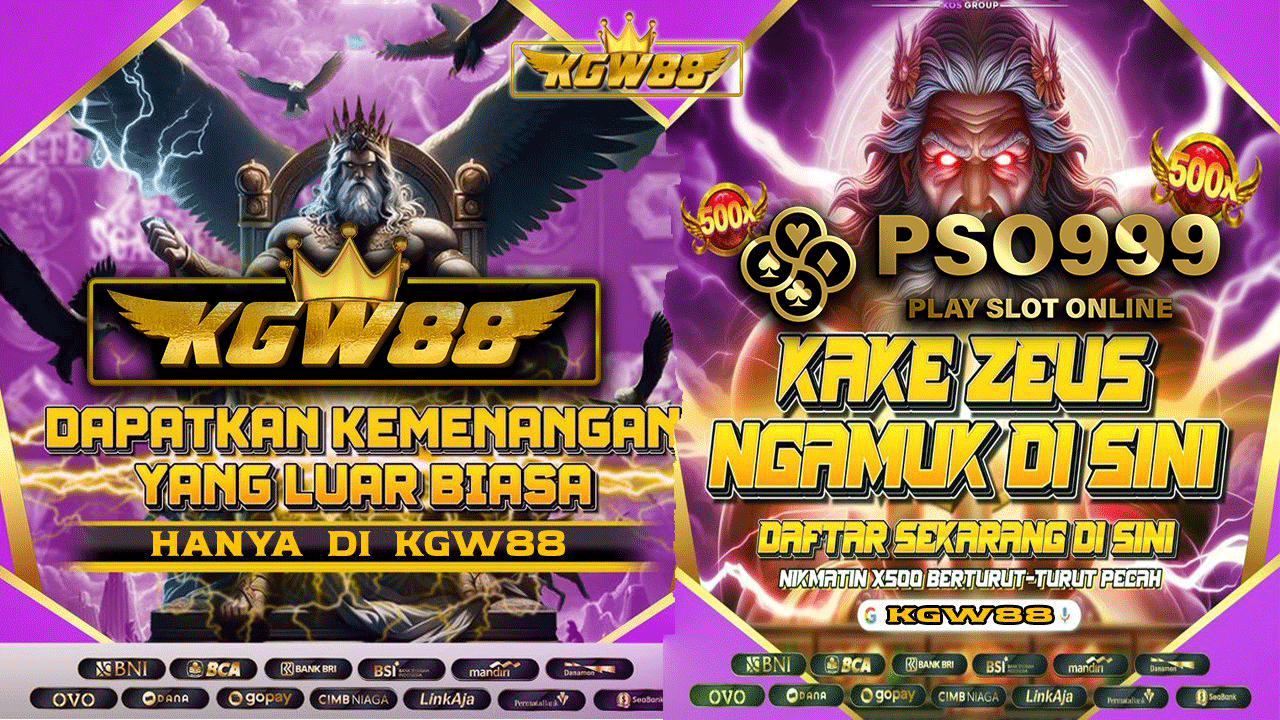 KGW88
KGW88
DAPATKAN KEMENANGAN
YANG LUAR BIASA
HANYA DI KGW88
BNI
BCA
BANK BRI
BSI
mandiri
Danamon
OVO
DANA
gopay
CIMB NIAGA
LinkAja
PermataBank
SeaBank
GROUP
500x
500x
PSO999
PLAY SLOT ONLINE
KAKE ZEUS
NGAMUK DI SINI
DAFTAR SEKARANG DI SINI
NIKMATIN X500 BERTURUT-TURUT PECAH
G KGW88
BNI
BCA
BANK BRI
BSI
mandiri
Danamon
OVO
DANA
gopay
CIMB NIAGA
LinkAja
PermataBank
SeaBank